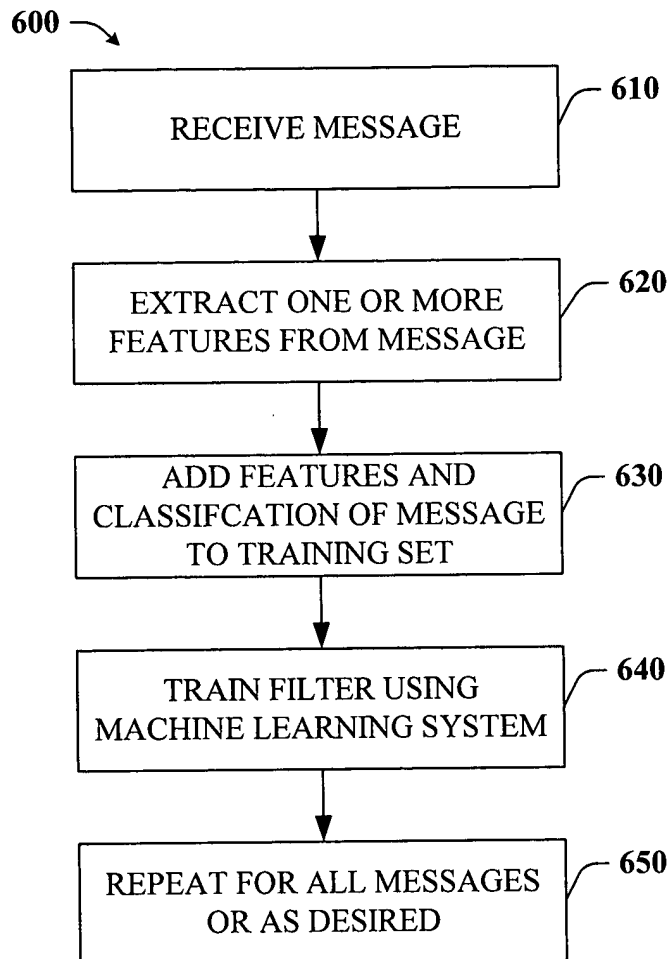 600
RECEIVE MESSAGE
610
EXTRACT ONE OR MORE
FEATURES FROM MESSAGE
620
ADD FEATURES AND
CLASSIFCATION OF MESSAGE
TO TRAINING SET
630
TRAIN FILTER USING
MACHINE LEARNING SYSTEM
640
REPEAT FOR ALL MESSAGES
OR AS DESIRED
650